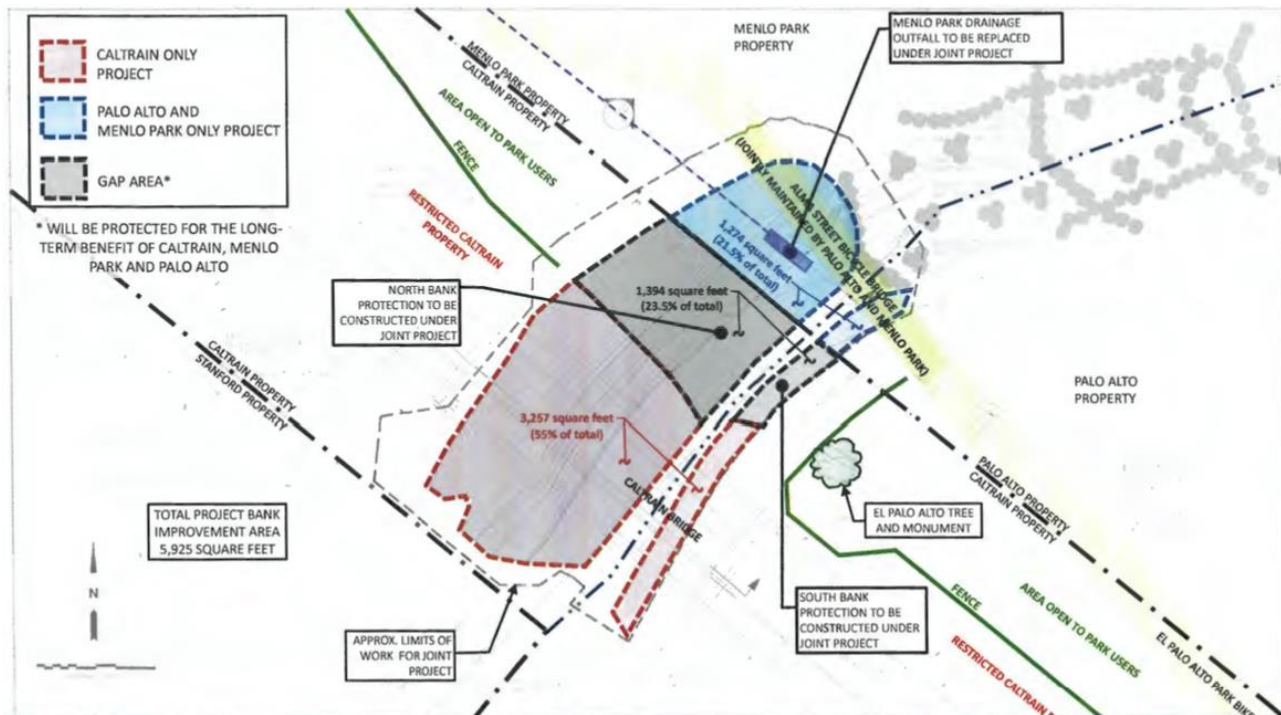 CALTRAIN ONLY
PROJECT
PALO ALTO AND
MENLO PARK ONLY PROJECT
GAP AREA*
* WILL BE PROTECTED FOR THE LONG-
TERM BENEFIT OF CALTRAIN, MENLO
PARK AND PALO ALTO
MENLO PARK
PROPERTY
MENLO PARK DRAINAGE
OUTFALL TO BE REPLACED
UNDER JOINT PROJECT
MENLO PARK PROPERTY
CALTRAIN PROPERTY
AREA OPEN TO PARK USERS
FENCE
RESTRICTED CALTRAIN
PROPERTY
ALMA STREET BICYCLE BRIDGE
(JOINTLY MAINTAINED BY PALO ALTO AND MENLO PARK)
1,274 square feet
(21.5% of total)
1,394 square feet
(23.5% of total)
NORTH BANK
PROTECTION TO BE
CONSTRUCTED UNDER
JOINT PROJECT
3,257 square feet
(55% of total)
CALTRAIN PROPERTY
STANFORD PROPERTY
CALTRAIN BRIDGE
PALO ALTO
PROPERTY
PALO ALTO PROPERTY
CALTRAIN PROPERTY
EL PALO ALTO TREE
AND MONUMENT
TOTAL PROJECT BANK
IMPROVEMENT AREA
5,925 SQUARE FEET
N
APPROX. LIMITS OF
WORK FOR JOINT
PROJECT
SOUTH BANK
PROTECTION TO BE
CONSTRUCTED UNDER
JOINT PROJECT
FENCE
AREA OPEN TO PARK USERS
RESTRICTED CALTRAIN
EL PALO ALTO PARK BIKE